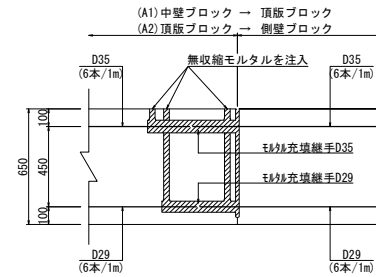 (A1)中壁ブロック → 頂版ブロック
(A2)頂版ブロック → 側壁ブロック
D35
(6本/1m)
無収縮モルタルを注入
D35
(6本/1m)
100
650
450
100
モルタル充填継手D35
モルタル充填継手D29
D29
(6本/1m)
D29
(6本/1m)